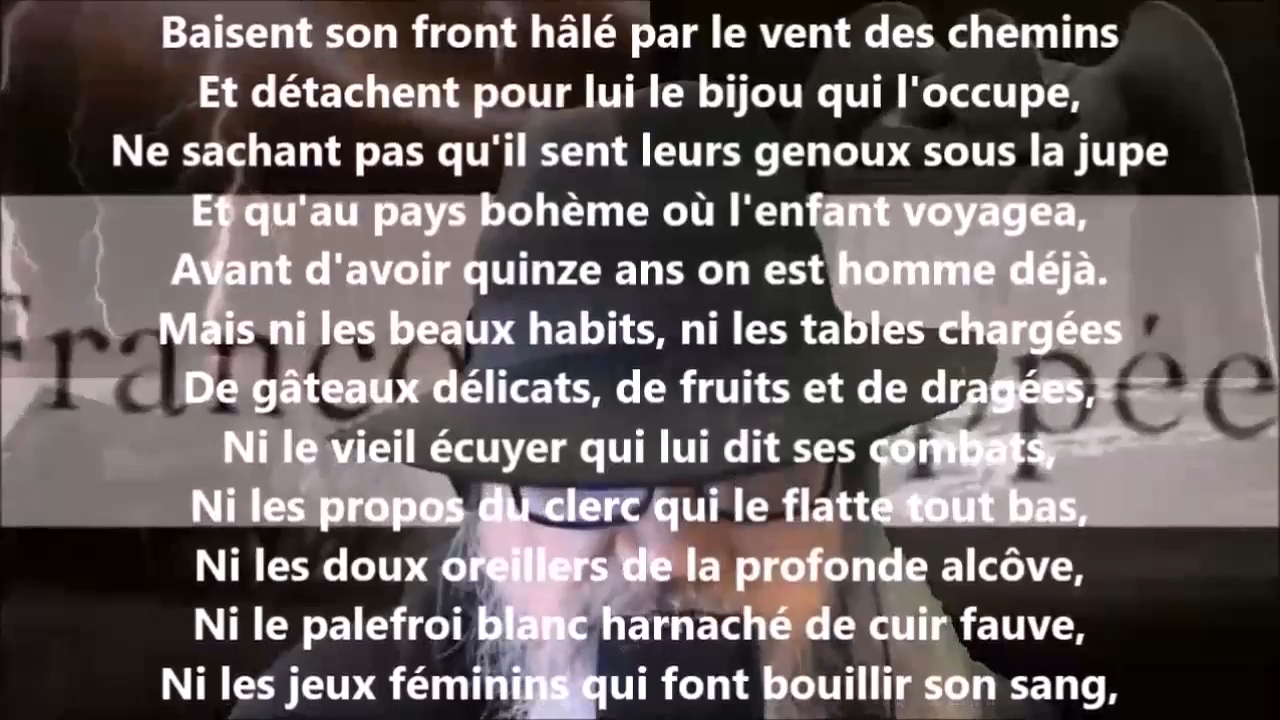 Baisent son front hâlé par le vent des chemins
Et détachent pour lui le bijou qui l'occupe,
Ne sachant pas qu'il sent leurs genoux sous la jupe
Et qu'au pays bohème où l'enfant voyagea,
Avant d'avoir quinze ans on est homme déjà.
Mais ni les beaux habits, ni les tables chargées
De gâteaux délicats, de fruits et de dragées,
Ni le vieil écuyer qui lui dit ses combats,
Ni les propos du clerc qui le flatte tout bas,
Ni les doux oreillers de la profonde alcôve,
Ni le palefroi blanc harnaché de cuir fauve,
Ni les jeux féminins qui font bouillir son sang,